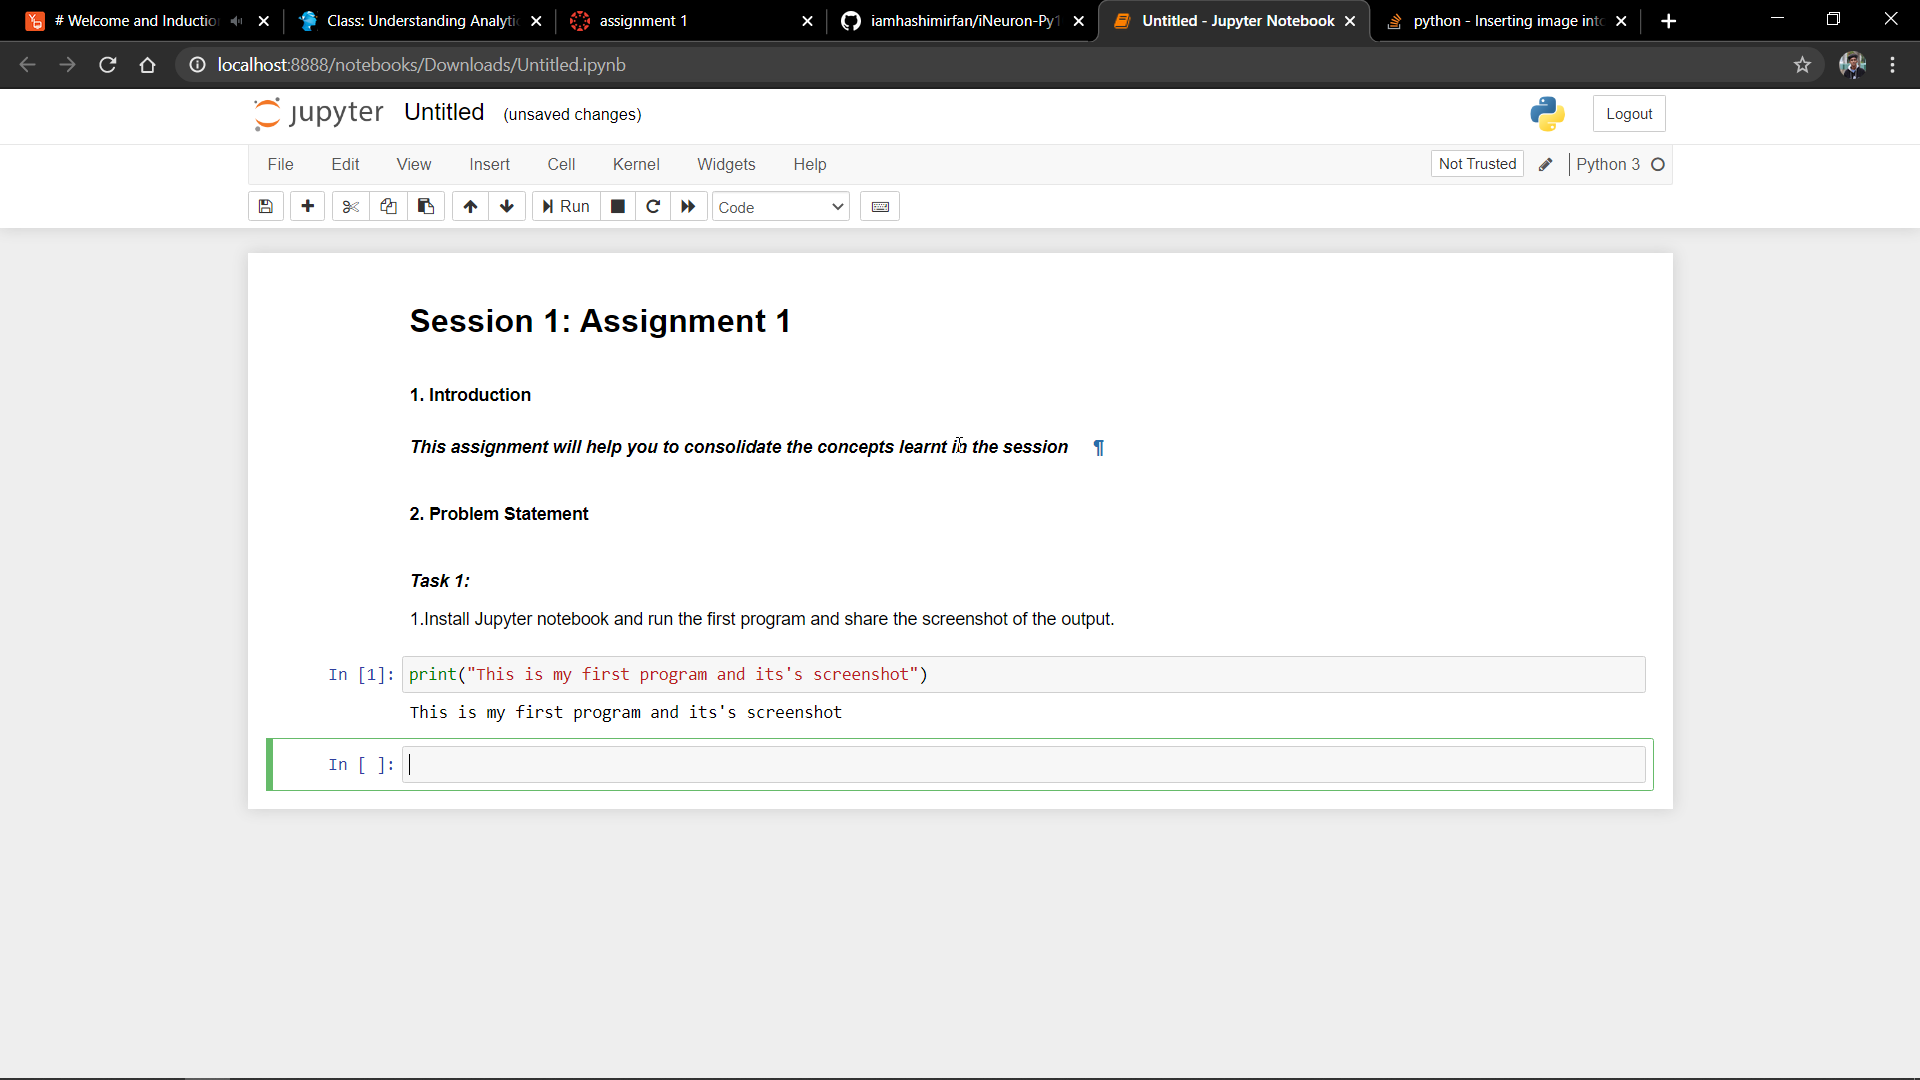 # Welcome and Inductio
Class: Understanding Analytic
assignment 1
iamhashimirfan/iNeuron-Py1
Untitled - Jupyter Notebook
python - Inserting image into
localhost:8888/notebooks/Downloads/Untitled.ipynb
jupyter Untitled (unsaved changes)
Logout
File Edit View Insert Cell Kernel Widgets Help
Not Trusted
Python 3
Run
Code
Session 1: Assignment 1
1. Introduction
This assignment will help you to consolidate the concepts learnt in the session ¶
2. Problem Statement
Task 1:
1.Install Jupyter notebook and run the first program and share the screenshot of the output.
In [1]: print("This is my first program and its's screenshot")
This is my first program and its's screenshot
In [ ]: